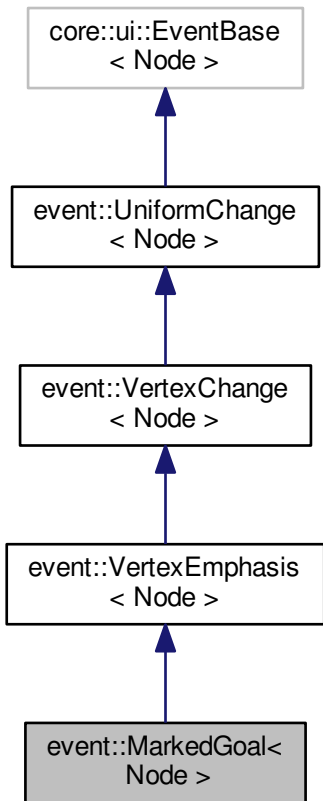 core::ui::EventBase
< Node >
event::UniformChange
< Node >
event::VertexChange
< Node >
event::VertexEmphasis
< Node >
event::MarkedGoal<
Node >